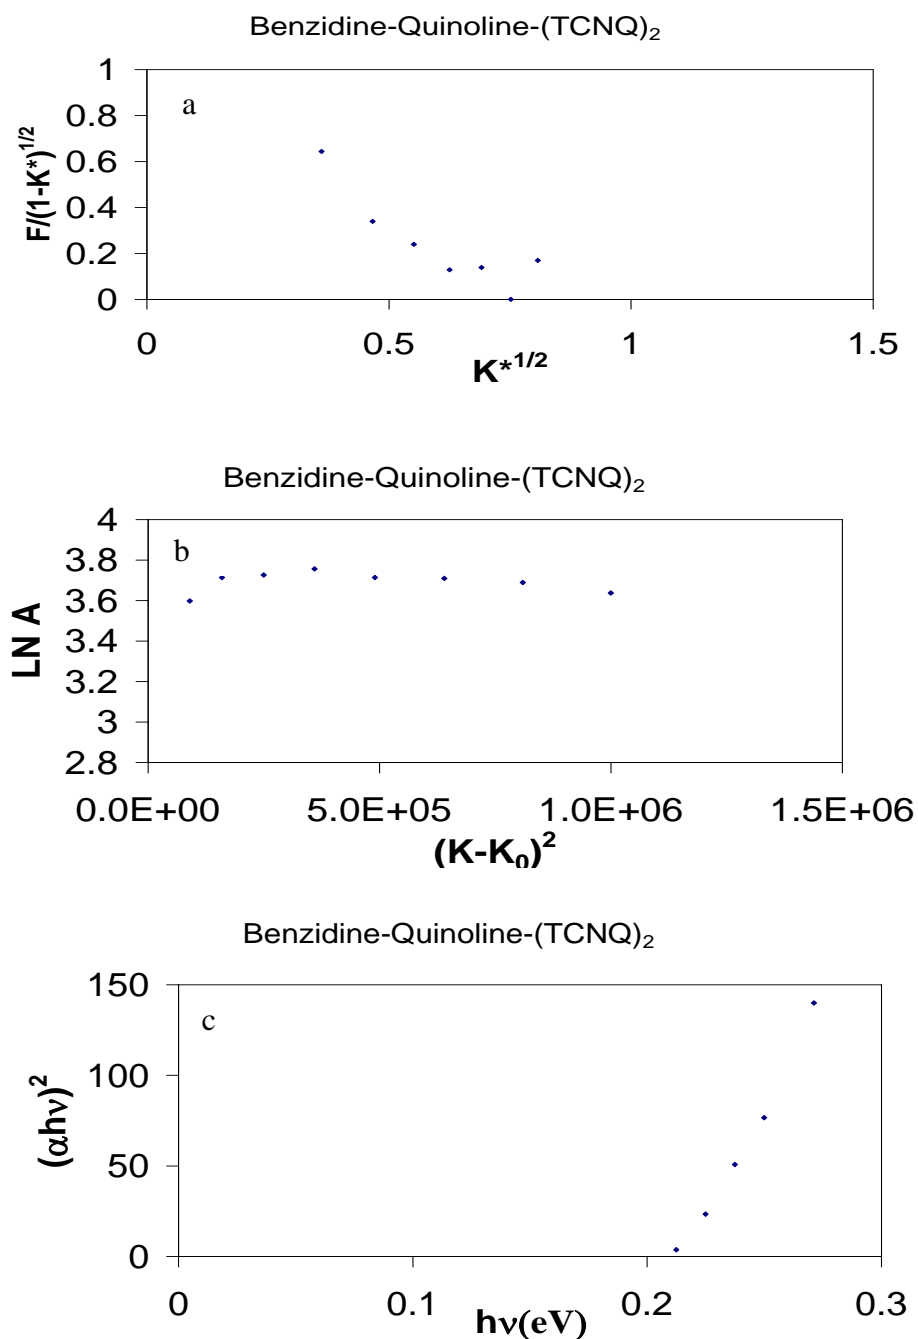 Benzidine-Quinoline-(TCNQ)₂
a
1
0.8
0.6
0.4
0.2
0
F/(1-K*)^1/2
0 0.5 1 1.5
K*^1/2
Benzidine-Quinoline-(TCNQ)₂
b
4
3.8
3.6
3.4
3.2
3
2.8
LN A
0.0E+00 5.0E+05 1.0E+06 1.5E+06
(K-K₀)²
Benzidine-Quinoline-(TCNQ)₂
c
150
100
50
0
(αhν)²
0 0.1 0.2 0.3
hν(eV)